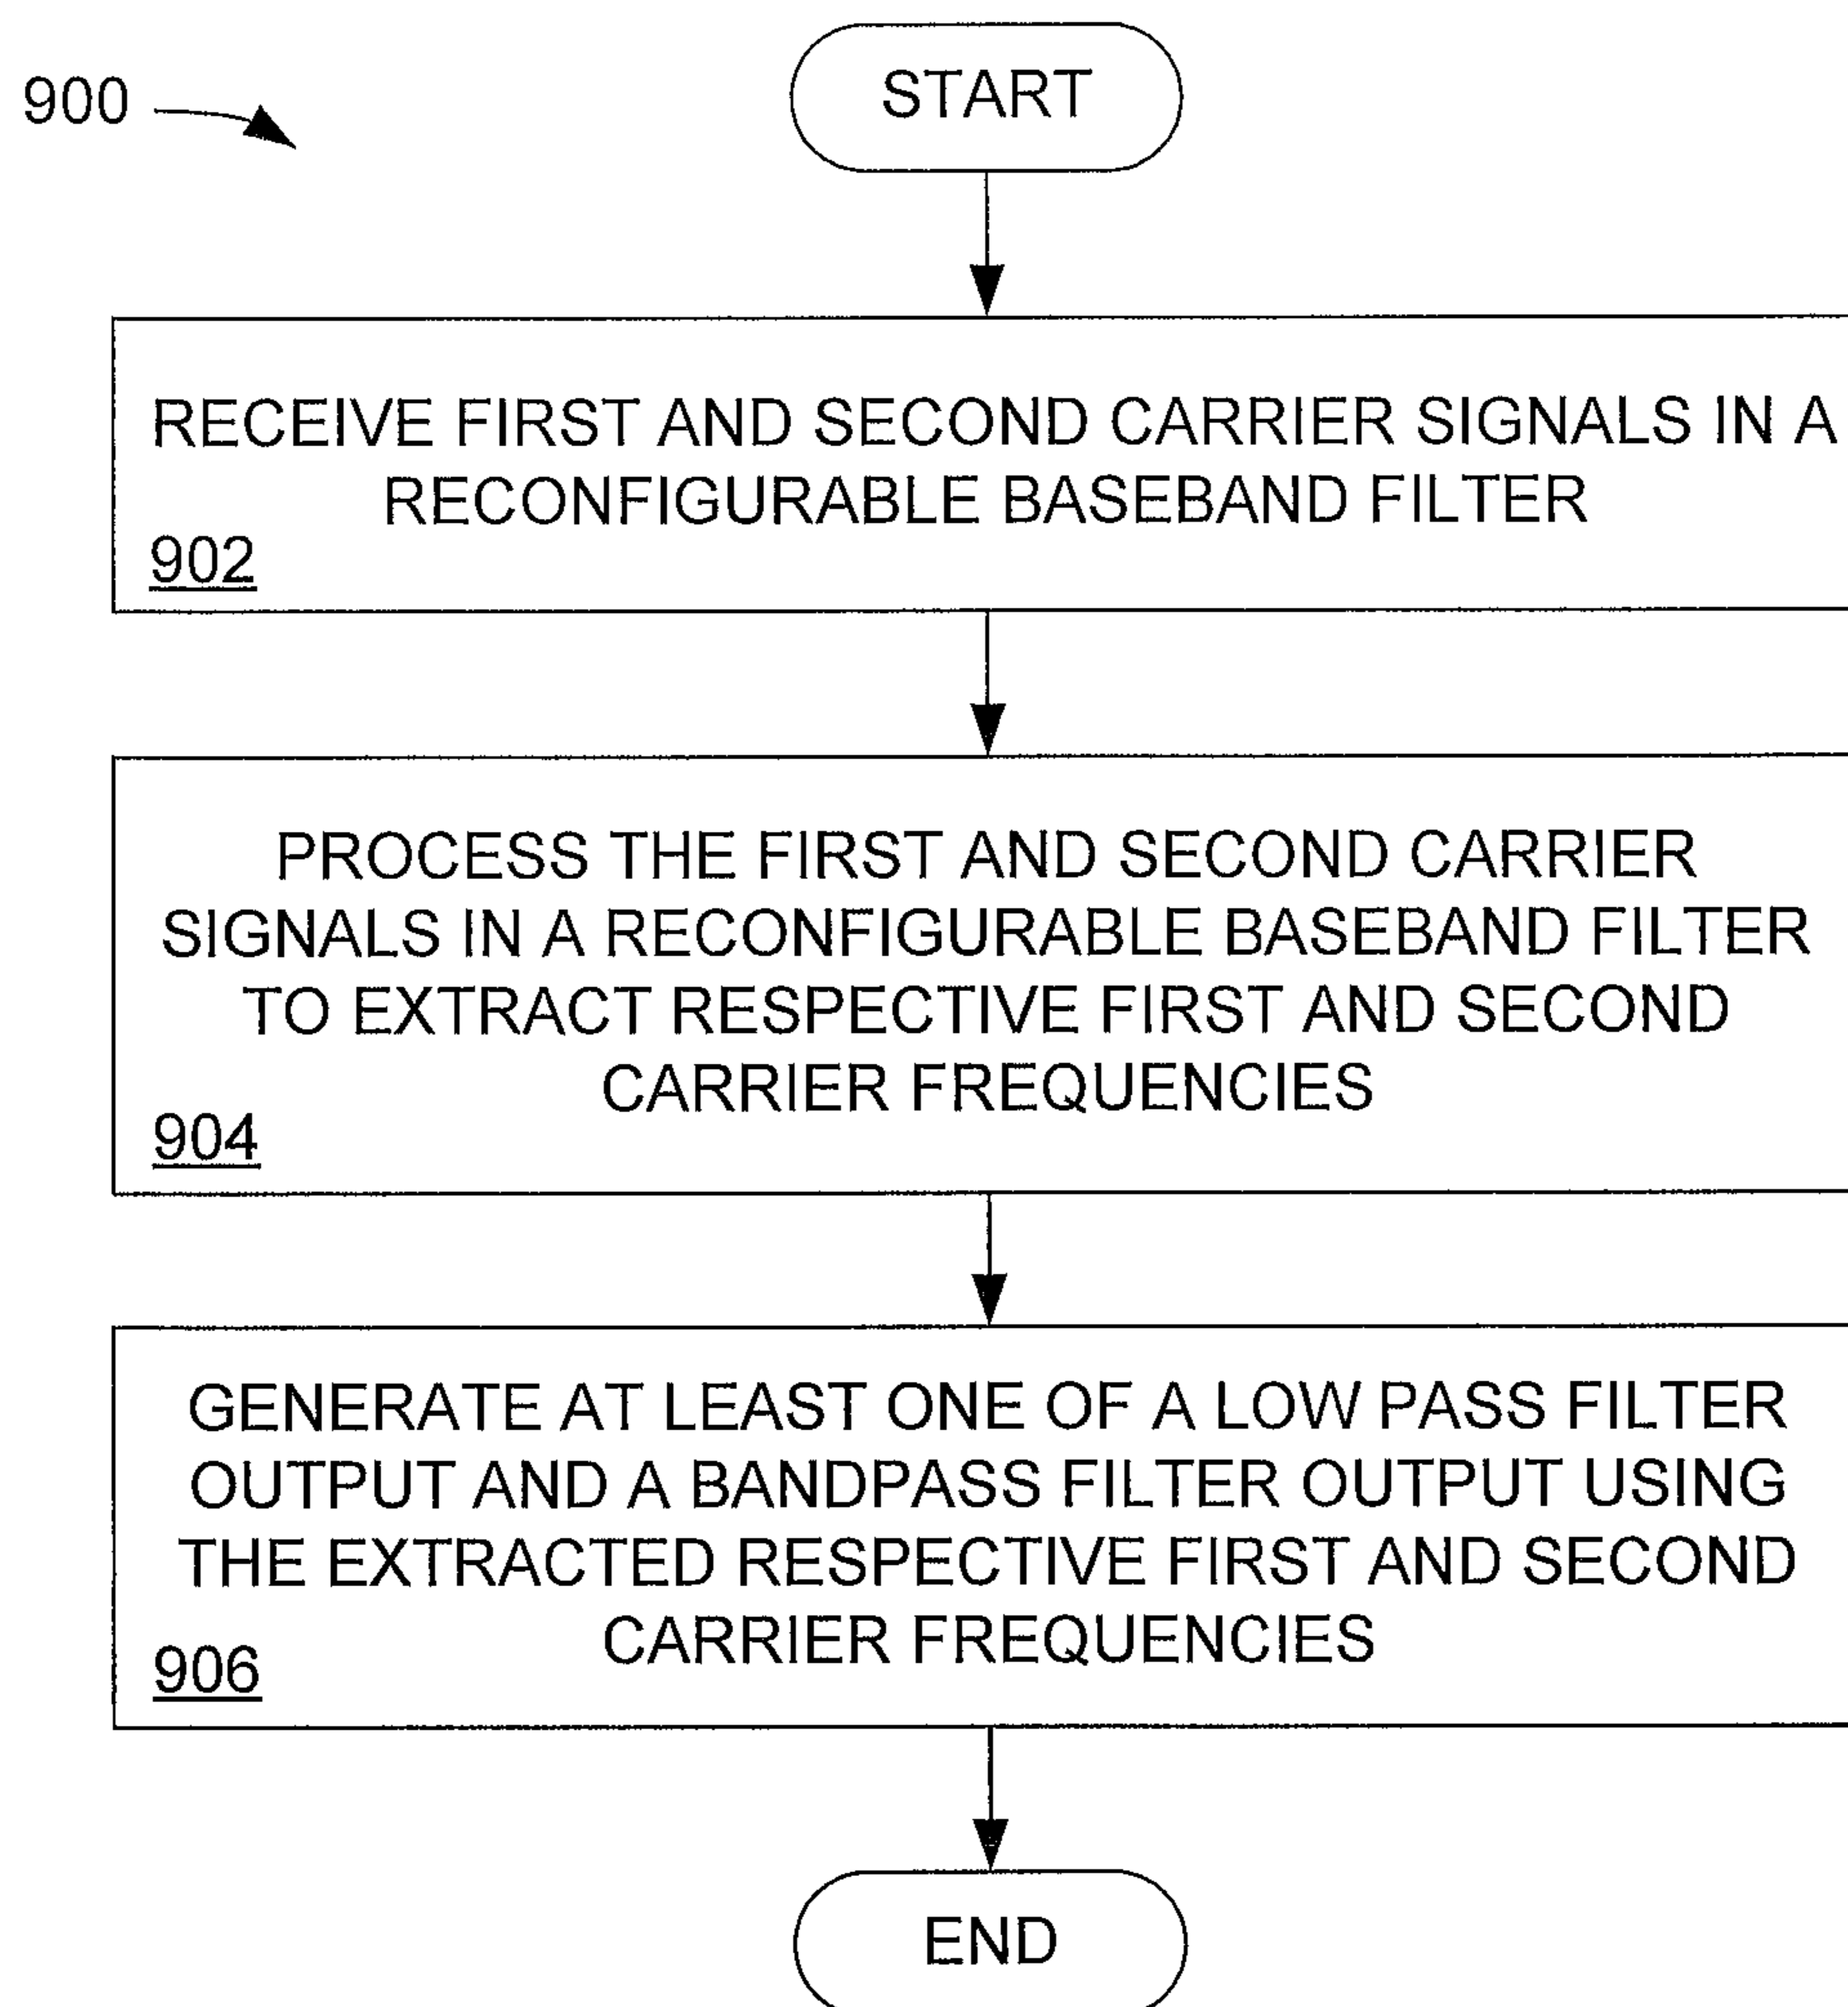 START
900
RECEIVE FIRST AND SECOND CARRIER SIGNALS IN A
RECONFIGURABLE BASEBAND FILTER
902
PROCESS THE FIRST AND SECOND CARRIER
SIGNALS IN A RECONFIGURABLE BASEBAND FILTER
TO EXTRACT RESPECTIVE FIRST AND SECOND
CARRIER FREQUENCIES
904
GENERATE AT LEAST ONE OF A LOW PASS FILTER
OUTPUT AND A BANDPASS FILTER OUTPUT USING
THE EXTRACTED RESPECTIVE FIRST AND SECOND
CARRIER FREQUENCIES
906
END